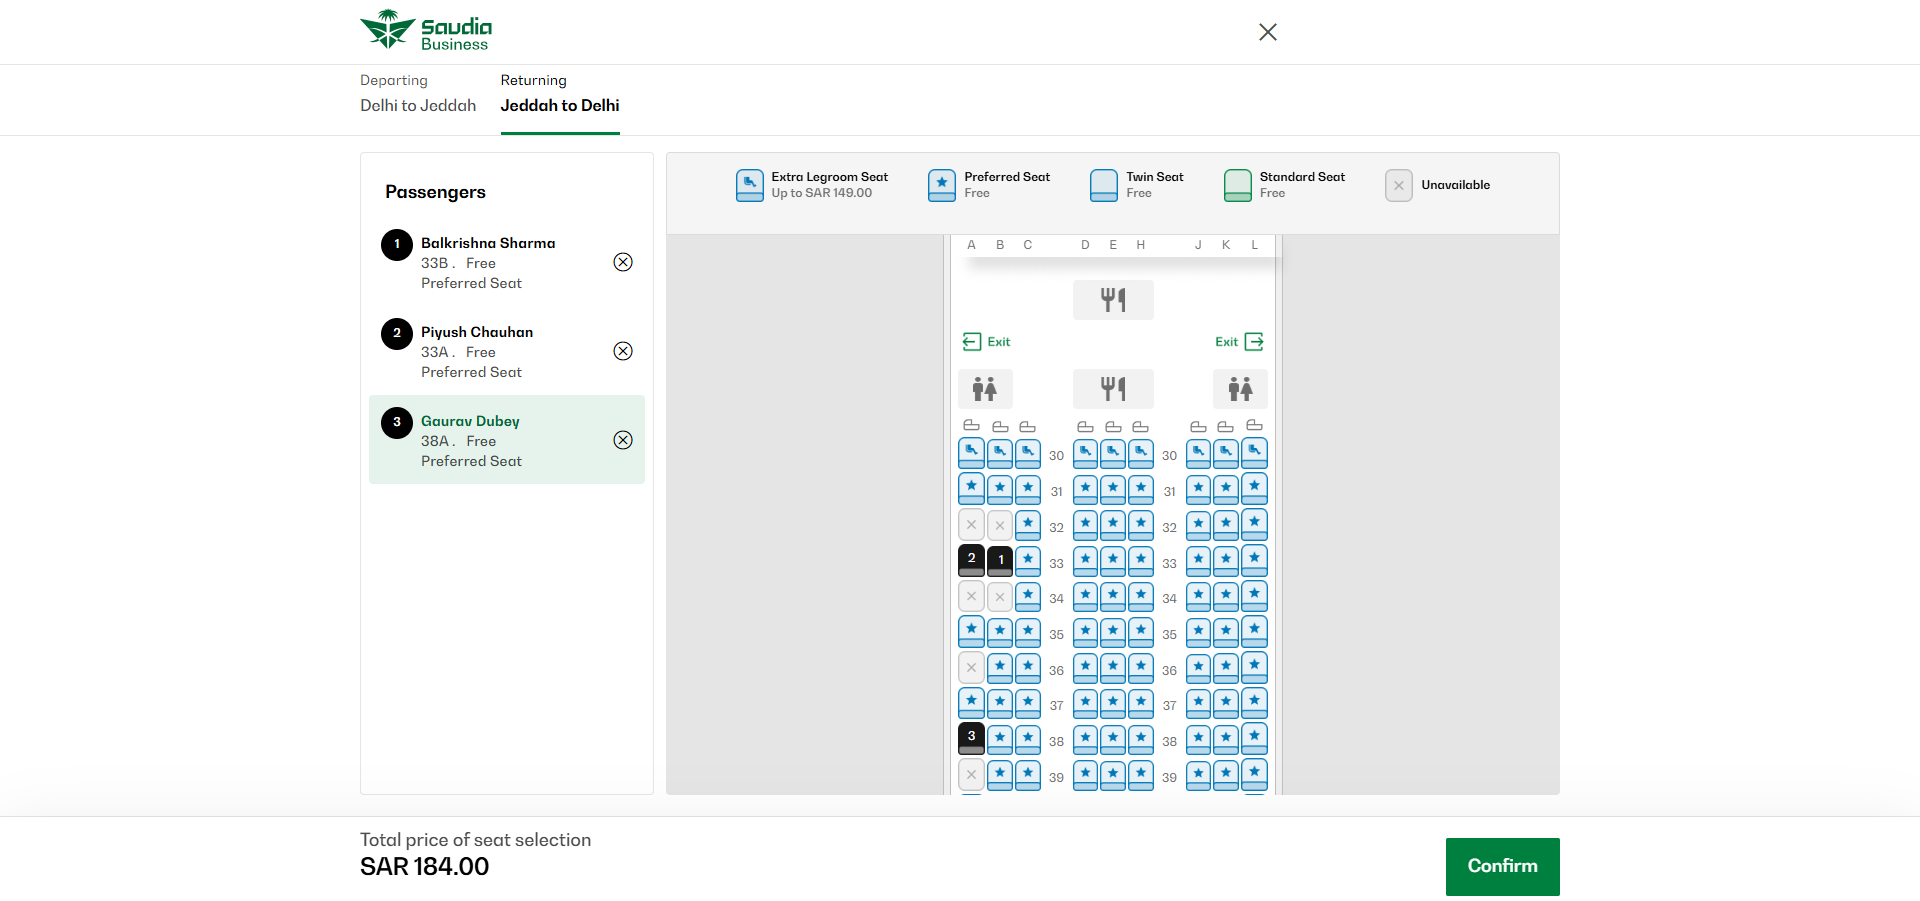 Saudia
Business
Departing
Delhi to Jeddah
Returning
Jeddah to Delhi
Passengers
1
Balkrishna Sharma
33B . Free
Preferred Seat
2
Piyush Chauhan
33A . Free
Preferred Seat
3
Gaurav Dubey
38A . Free
Preferred Seat
Extra Legroom Seat
Up to SAR 149.00
Preferred Seat
Free
Twin Seat
Free
Standard Seat
Free
Unavailable
A B C D E H J K L
Exit Exit
30 30
31 31
32 32
2 1 33 33
34 34
35 35
36 36
37 37
3 38 38
39 39
Total price of seat selection
SAR 184.00
Confirm